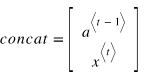 concat = [ a^⟨t − 1⟩
x^⟨t⟩ ]